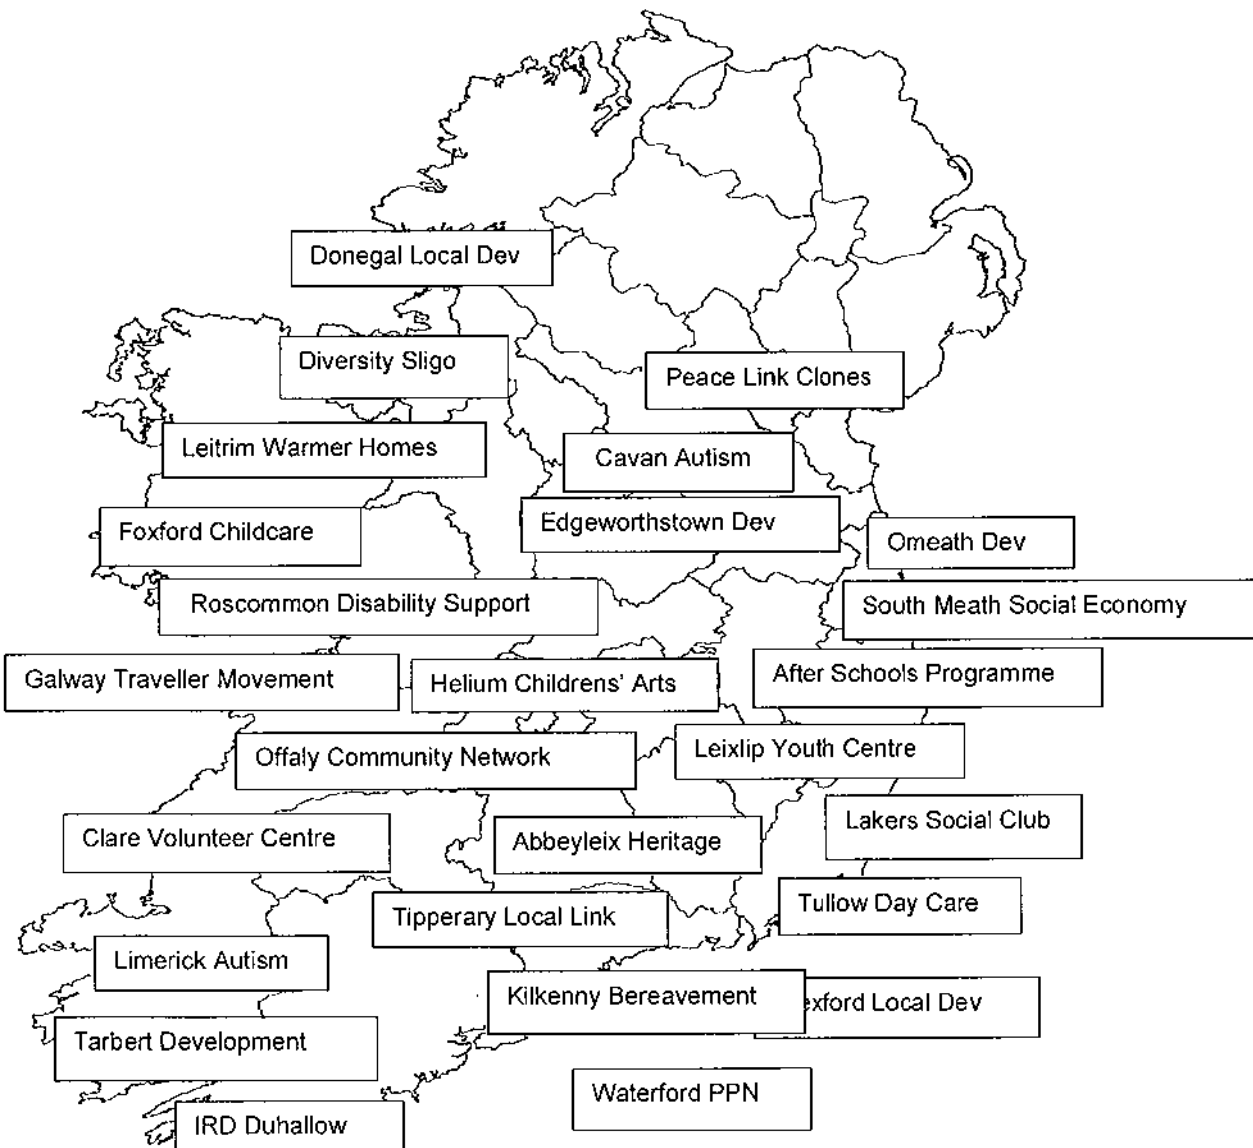 Donegal Local Dev
Diversity Sligo
Peace Link Clones
Leitrim Warmer Homes
Cavan Autism
Foxford Childcare
Edgeworthstown Dev
Omeath Dev
Roscommon Disability Support
South Meath Social Economy
Galway Traveller Movement
Helium Childrens' Arts
After Schools Programme
Offaly Community Network
Leixlip Youth Centre
Clare Volunteer Centre
Abbeyleix Heritage
Lakers Social Club
Tipperary Local Link
Tullow Day Care
Limerick Autism
Kilkenny Bereavement
exford Local Dev
Tarbert Development
Waterford PPN
IRD Duhallow